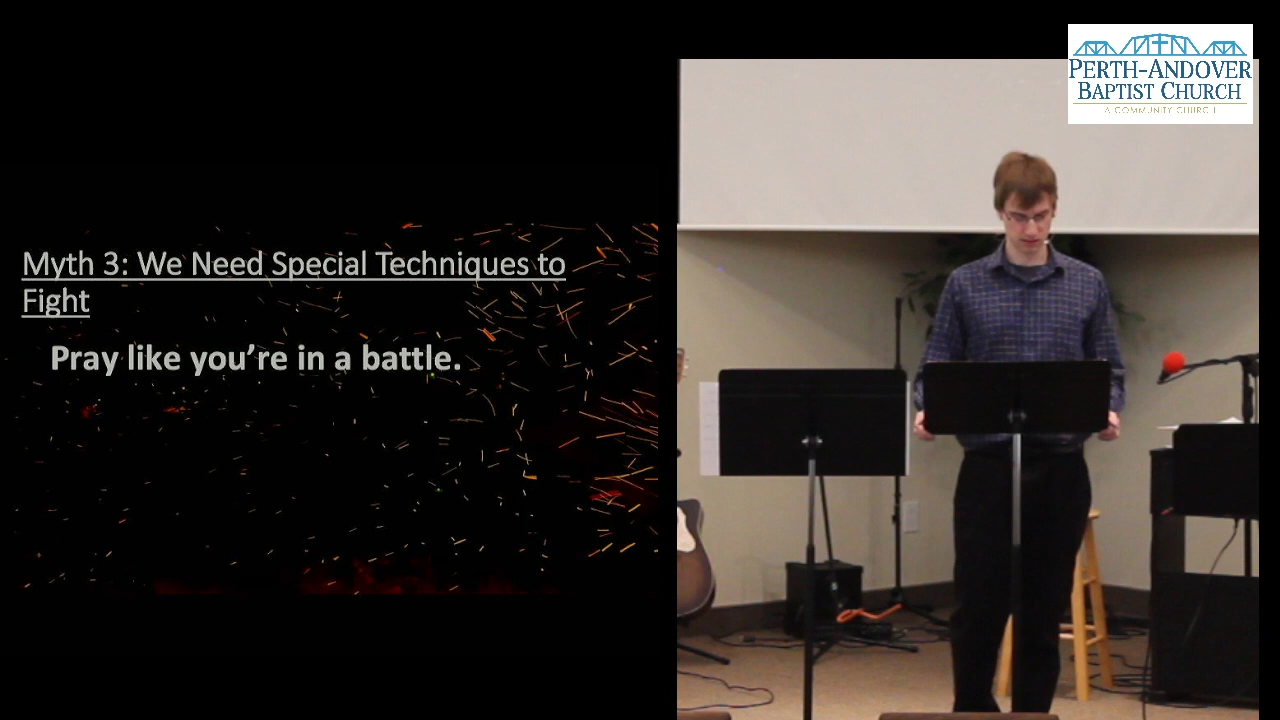 PERTH-ANDOVER
BAPTIST CHURCH
A COMMUNITY CHURCH
Myth 3: We Need Special Techniques to
Fight
Pray like you're in a battle.